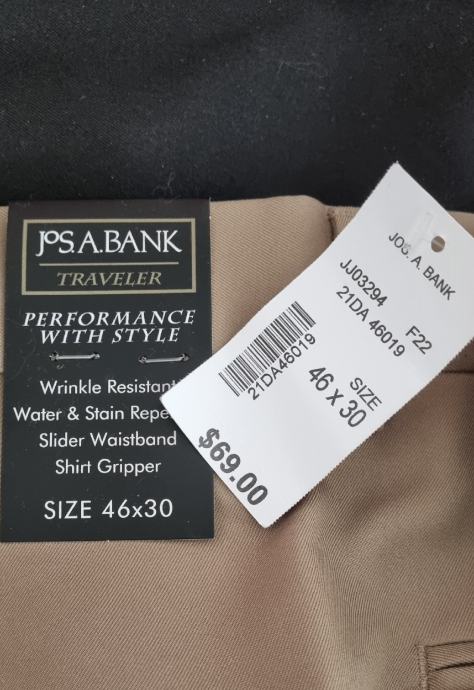 JOS. A. BANK
TRAVELER
PERFORMANCE
WITH STYLE
Wrinkle Resistant
Water & Stain Repe
Slider Waistband
Shirt Gripper
SIZE 46x30
JOS. A. BANK
JJ03294 F22
21DA 46019
21DA46019
SIZE
46 x 30
$69.00